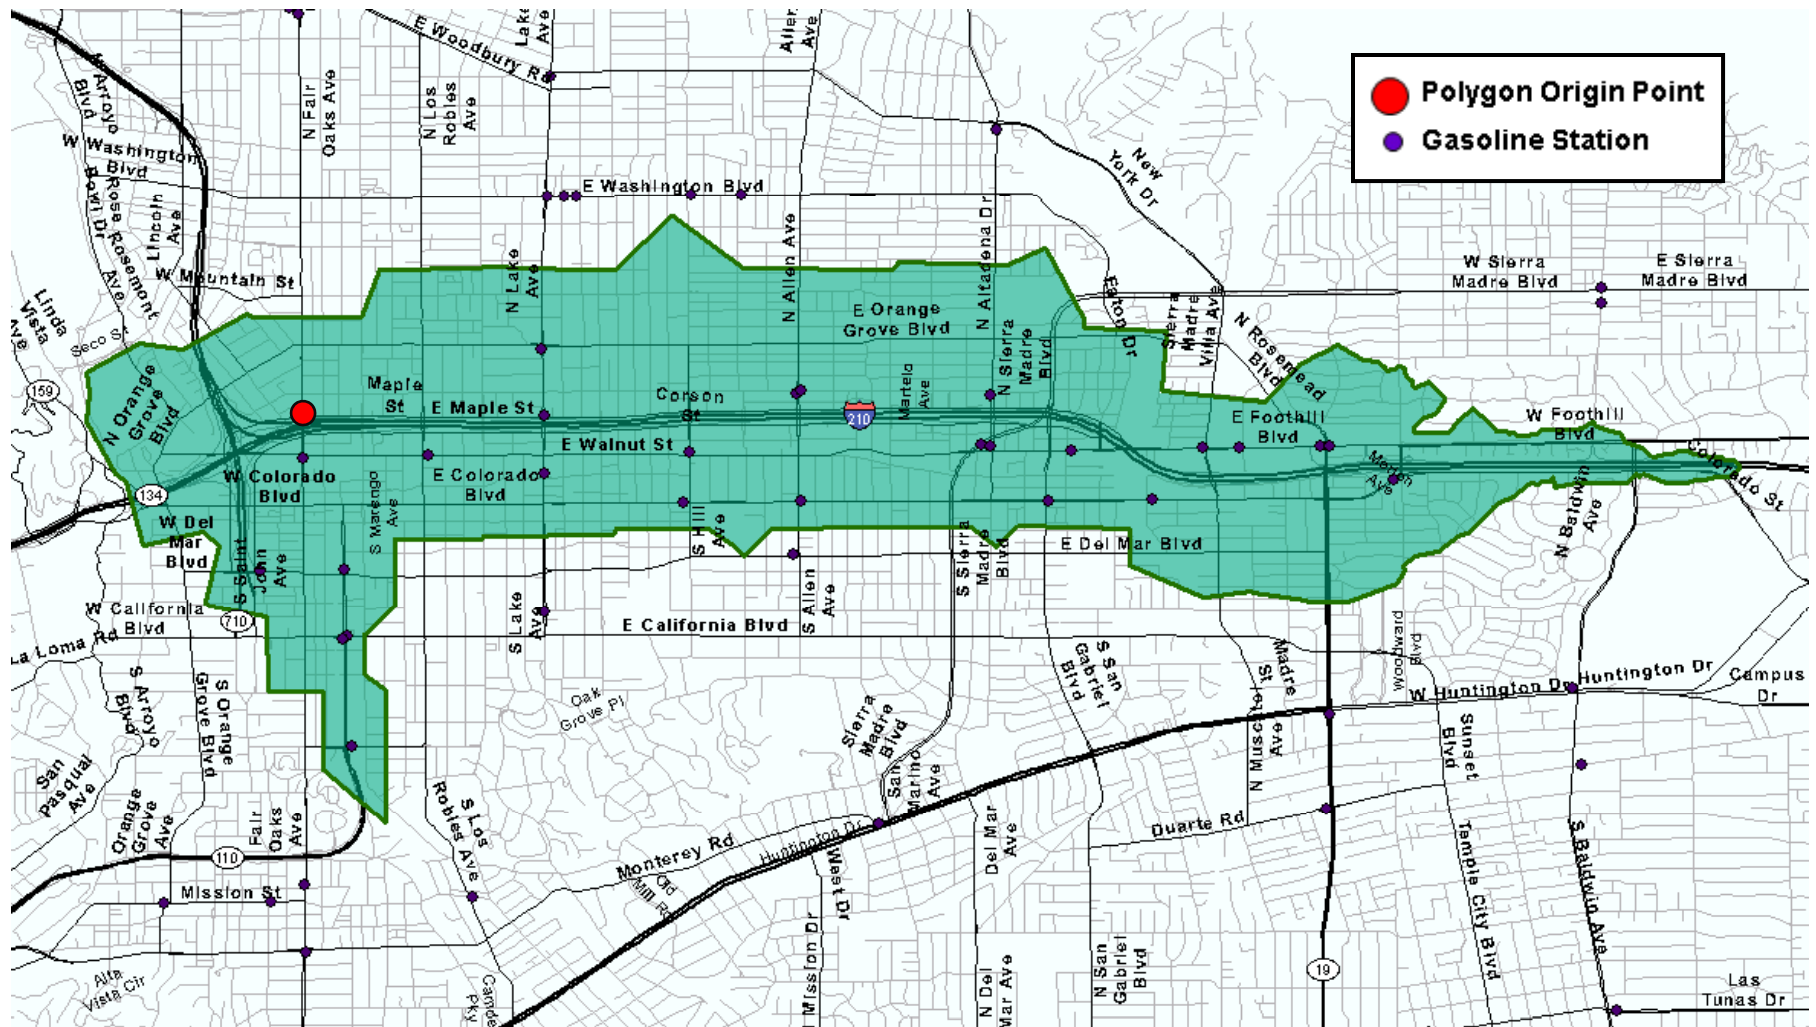 Polygon Origin Point
Gasoline Station
E Woodbury Rd
Lake
Ave
Allen
Ave
N Arroyo
Blvd
N Fair
Oaks Ave
N Los
Robles
Ave
W Washington
Blvd
E Washington Blvd
New
York Dr
Rosemont
Ave
Lincoln
Ave
W Mountain St
N Lake
Ave
N Allen Ave
N Altadena Dr
Eaton Dr
Sierra
Madre
Villa Ave
W Sierra
Madre Blvd
E Sierra
Madre Blvd
Linda
Vista
Ave
Seco St
E Orange
Grove Blvd
N Sierra
Madre
Blvd
N Rosemead
Blvd
159
N Orange
Grove
Blvd
Maple
St
E Maple St
Corson
St
Martelo
Ave
210
E Foothill
Blvd
W Foothill
Blvd
E Walnut St
W Colorado
Blvd
E Colorado
Blvd
Colorado St
134
S Marengo
Ave
S Hill
Ave
N Baldwin
Ave
W Del
Mar
Blvd
S Saint
John
Ave
E Del Mar Blvd
S Sierra
Madre
Blvd
W California
Blvd
710
S Lake
Ave
S Allen
Ave
E California Blvd
La Loma Rd
S Arroyo
Blvd
S Orange
Grove Blvd
Oak
Grove Pl
S San
Gabriel
Blvd
Madre
St
Woodward
Blvd
W Huntington Dr
Huntington Dr
Campus
Dr
Sierra
Madre
Blvd
N Muscatel
Ave
Sunset
Blvd
San
Pasqual
Ave
San
Marino
Ave
Orange
Grove
Ave
Fair
Oaks
Ave
S Los
Robles Ave
110
Monterey Rd
Huntington Dr
West Dr
Del Mar
Ave
Duarte Rd
Temple City Blvd
S Baldwin Ave
Mission St
Old
Mill Rd
Mission Dr
Alta
Vista Cir
N Del
Mar Ave
N San
Gabriel
Blvd
19
Las
Tunas Dr